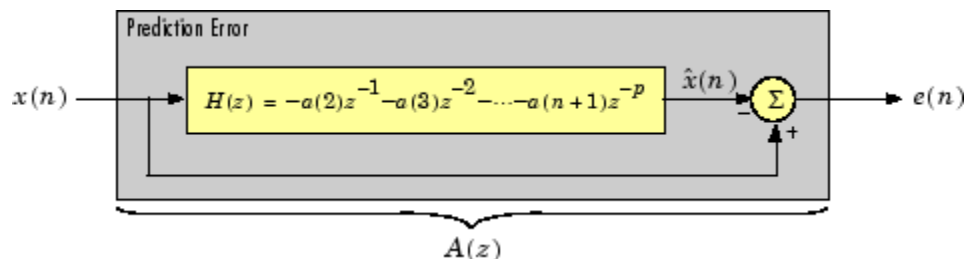 Prediction Error
x(n)
H(z) = -a(2)z^-1-a(3)z^-2-···-a(n+1)z^-p
x̂(n)
Σ
−
+
e(n)
A(z)